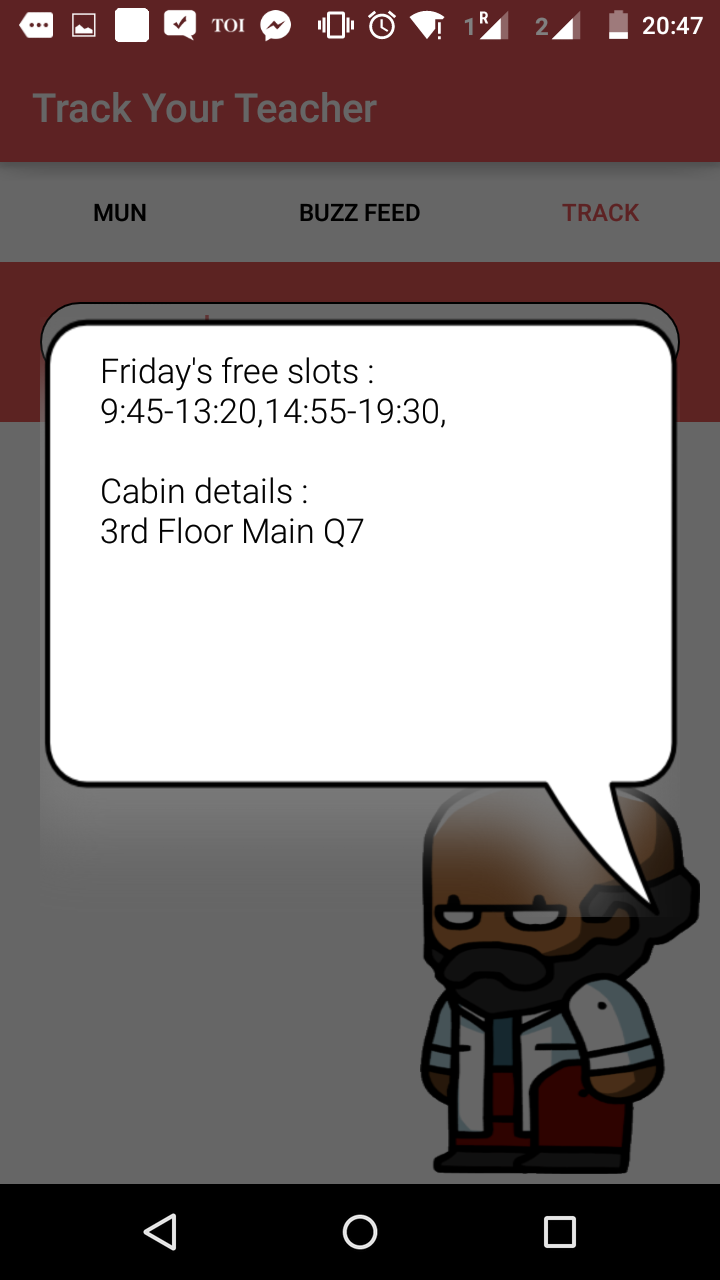 TOI 1 R 2 20:47
Track Your Teacher
MUN BUZZ FEED TRACK
Friday's free slots :
9:45-13:20,14:55-19:30,
Cabin details :
3rd Floor Main Q7